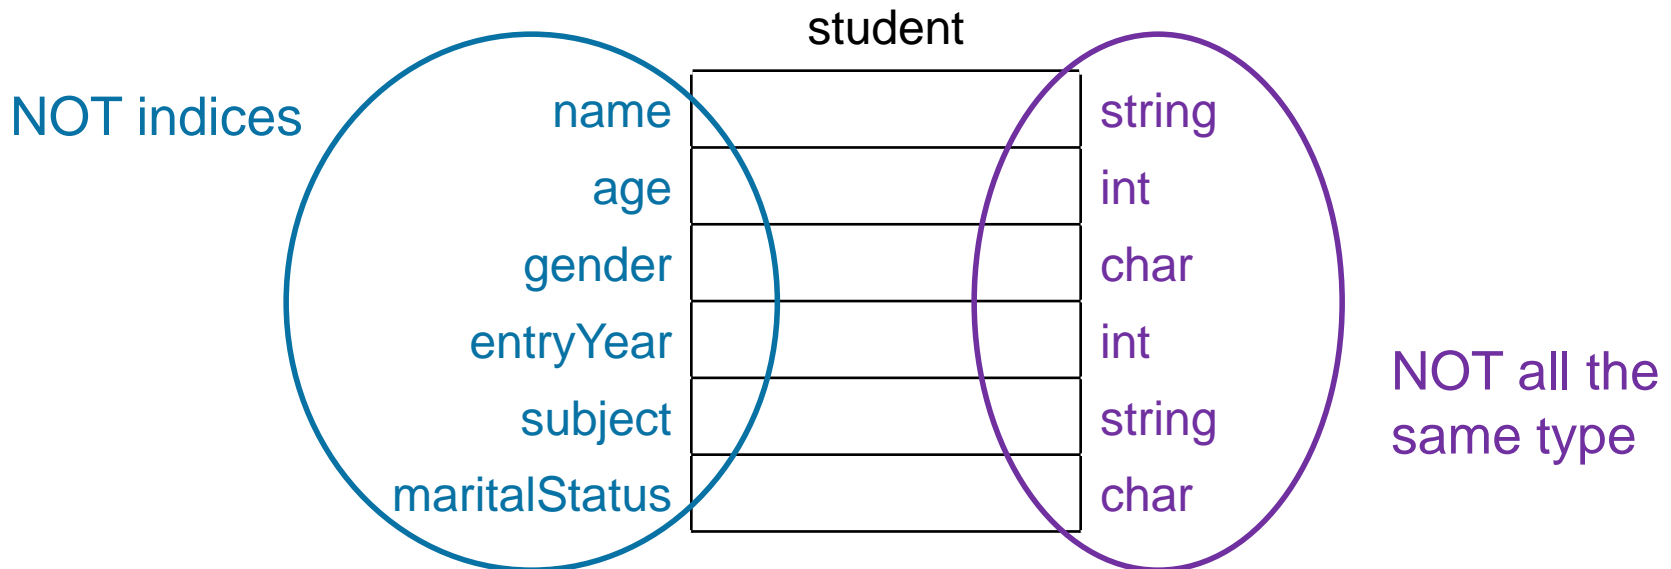 student
NOT indices
name string
age int
gender char
entryYear int
subject string
maritalStatus char
NOT all the
same type